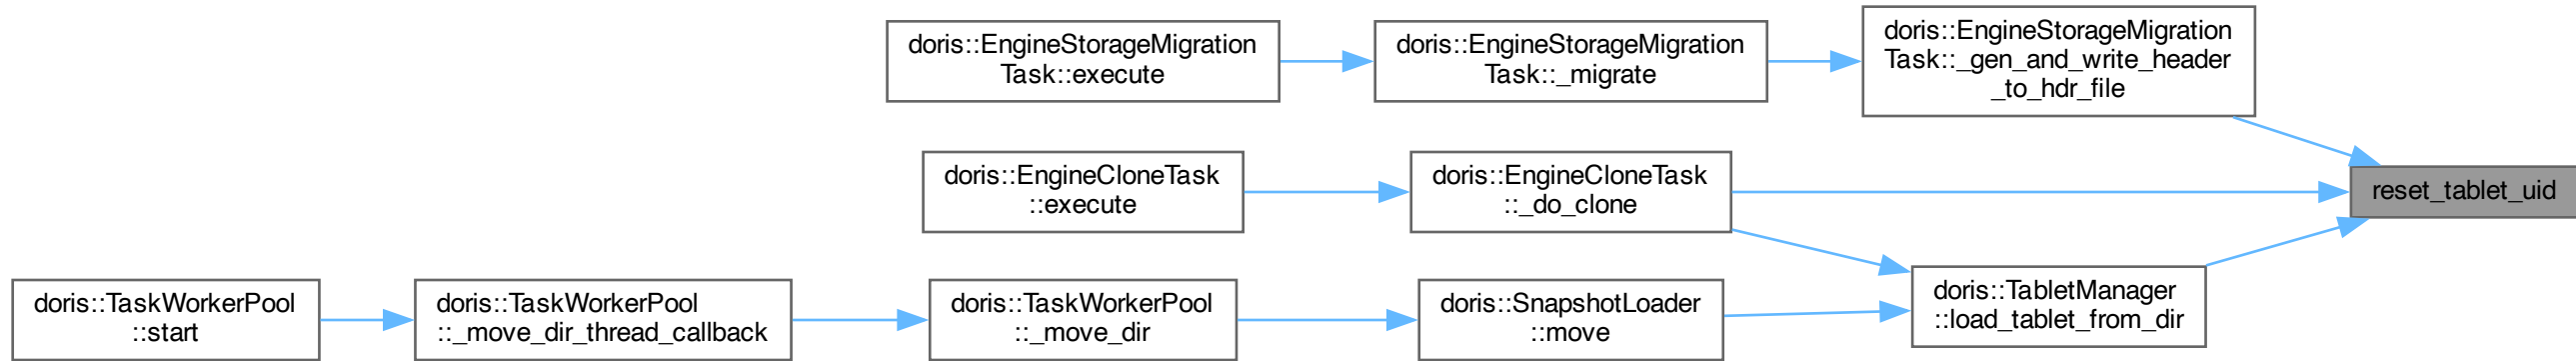 doris::EngineStorageMigration
Task::execute
doris::EngineStorageMigration
Task::_migrate
doris::EngineStorageMigration
Task::_gen_and_write_header
_to_hdr_file
doris::EngineCloneTask
::execute
doris::EngineCloneTask
::_do_clone
reset_tablet_uid
doris::TaskWorkerPool
::start
doris::TaskWorkerPool
::_move_dir_thread_callback
doris::TaskWorkerPool
::_move_dir
doris::SnapshotLoader
::move
doris::TabletManager
::load_tablet_from_dir